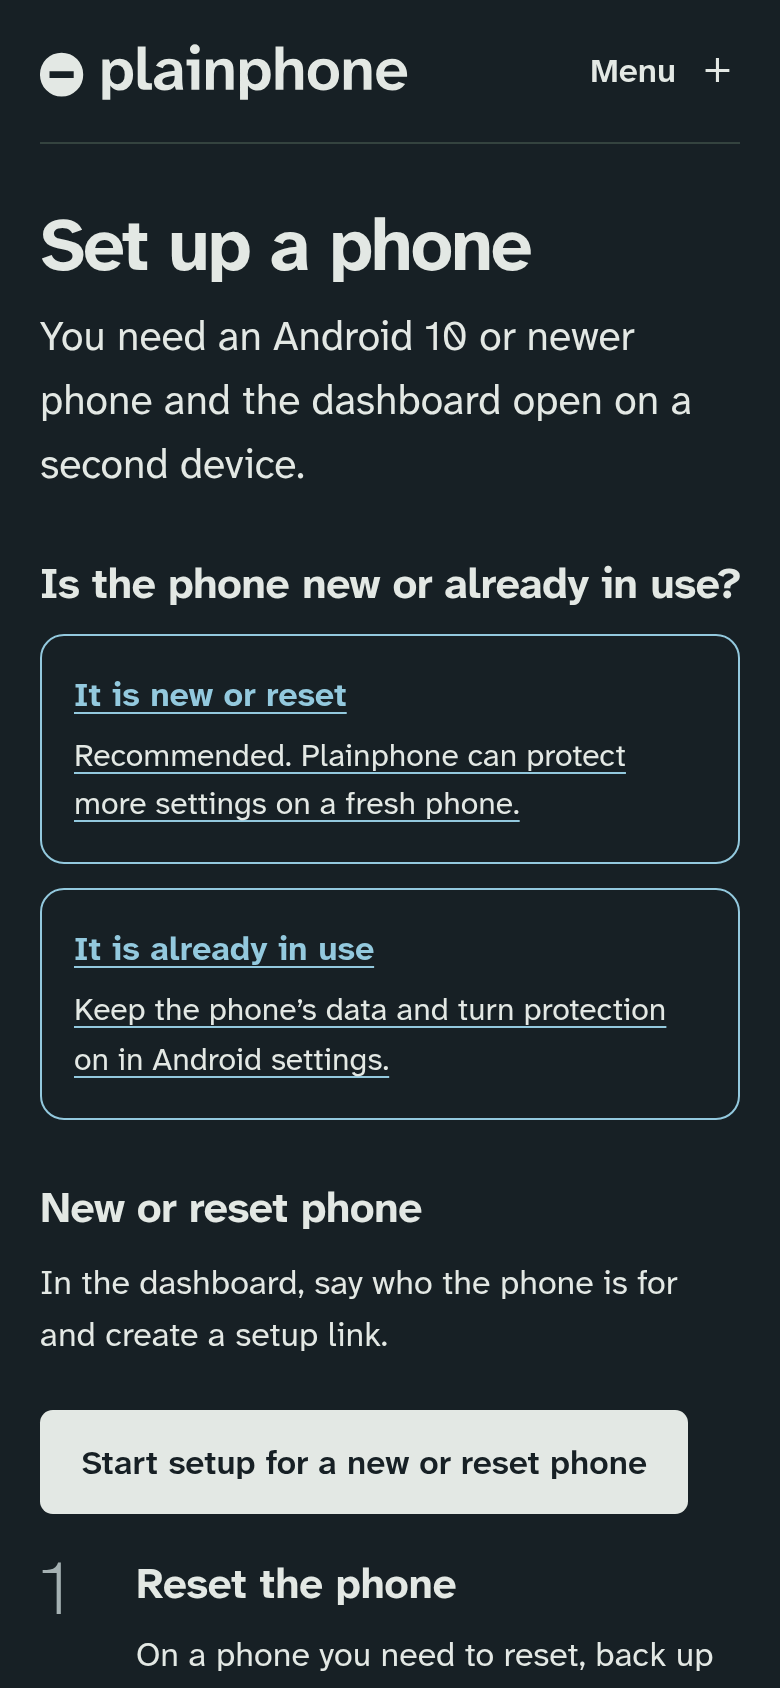 plainphone
Menu +
Set up a phone
You need an Android 10 or newer
phone and the dashboard open on a
second device.
Is the phone new or already in use?
It is new or reset
Recommended. Plainphone can protect
more settings on a fresh phone.
It is already in use
Keep the phone’s data and turn protection
on in Android settings.
New or reset phone
In the dashboard, say who the phone is for
and create a setup link.
Start setup for a new or reset phone
1 Reset the phone
On a phone you need to reset, back up